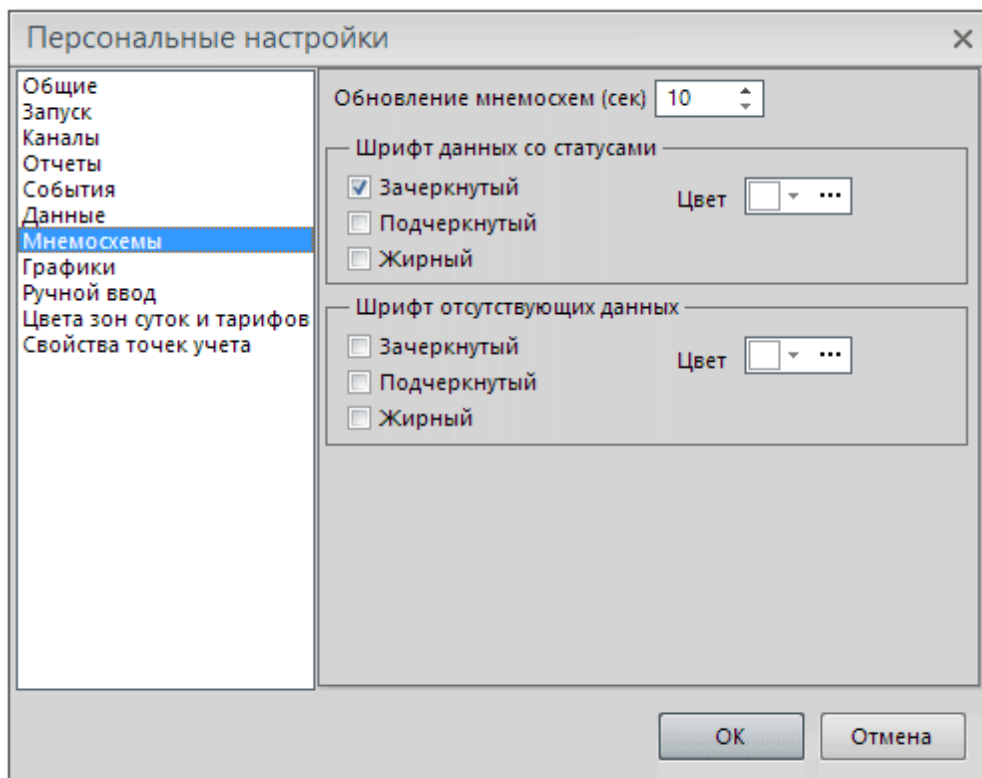 Персональные настройки
Общие
Запуск
Каналы
Отчеты
События
Данные
Мнемосхемы
Графики
Ручной ввод
Цвета зон суток и тарифов
Свойства точек учета
Обновление мнемосхем (сек) 10
Шрифт данных со статусами
Зачеркнутый
Цвет
Подчеркнутый
Жирный
Шрифт отсутствующих данных
Зачеркнутый
Цвет
Подчеркнутый
Жирный
ОК Отмена